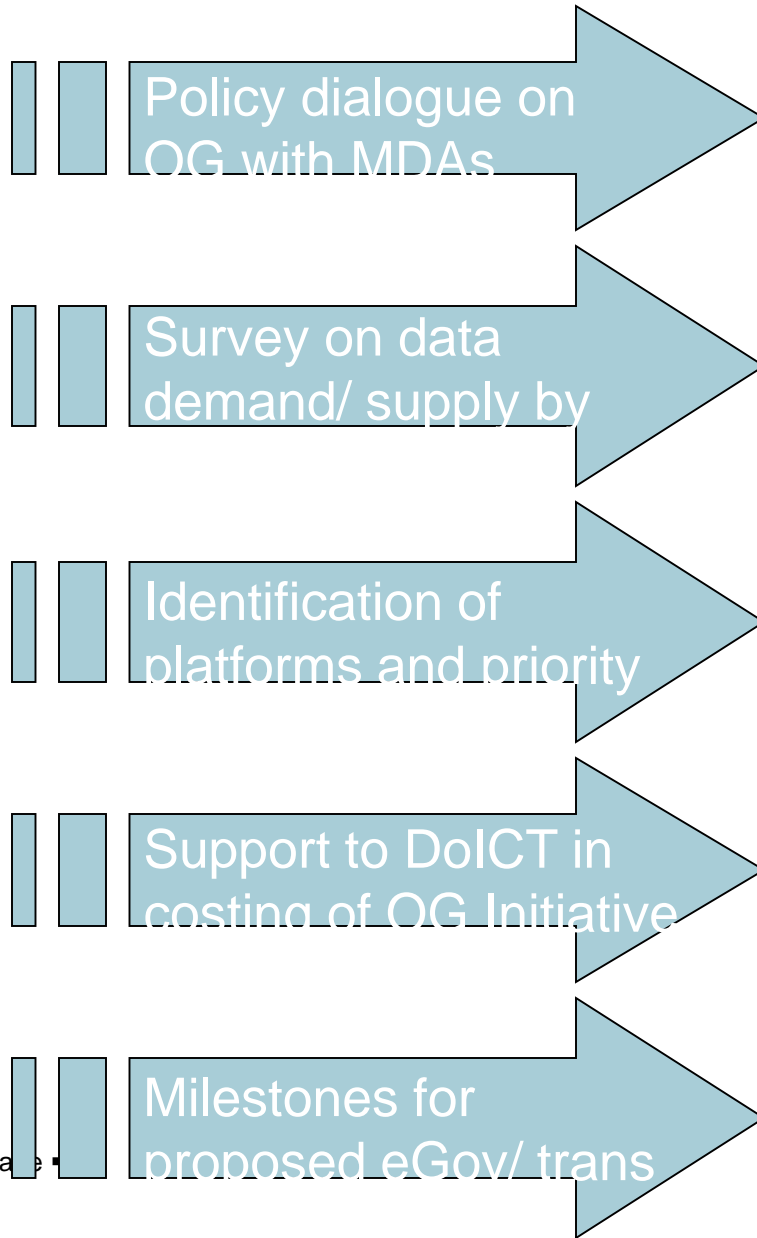 Policy dialogue on
OG with MDAs
Survey on data
demand/ supply by
Identification of
platforms and priority
Support to DoICT in
costing of OG Initiative
Milestones for
proposed eGov/ trans